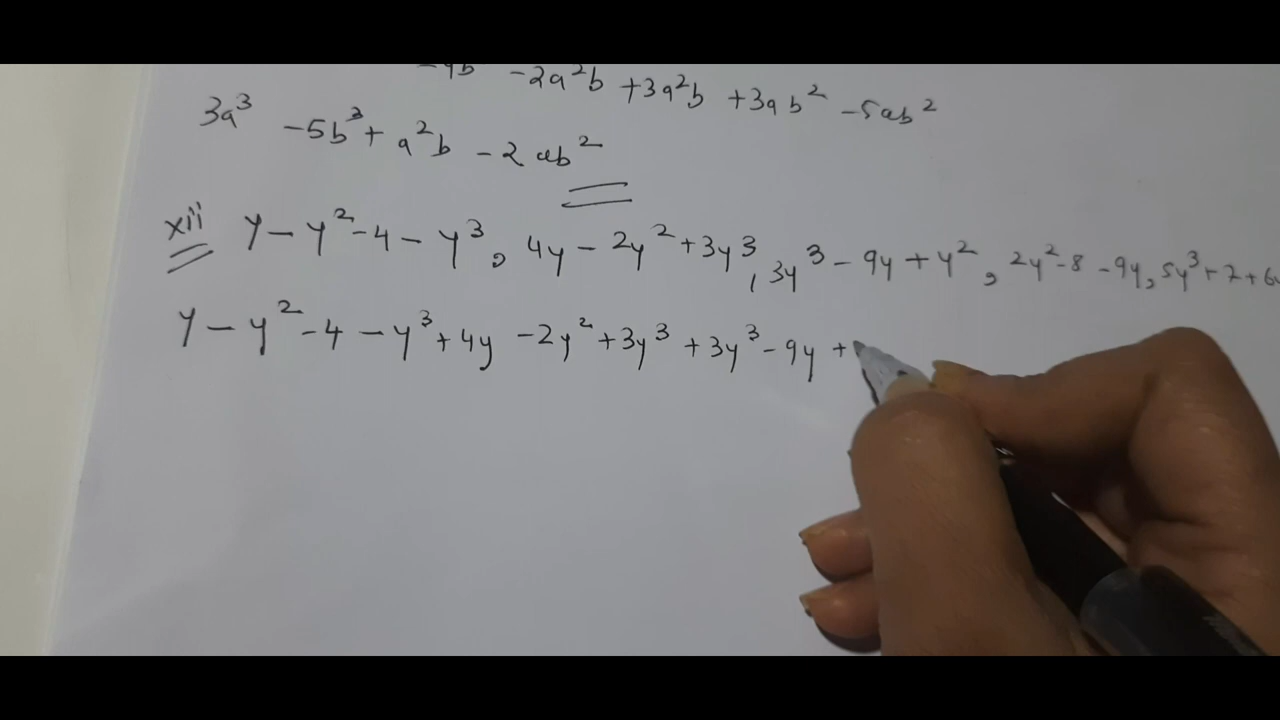 -2a²b +3a²b +3ab² -5ab²
3a³ -5b³+ a²b -2ab²
xii y-y²-4-y³, 4y-2y²+3y³, 3y³-9y+y², 2y²-8-9y, 5y³+7+6
y-y²-4-y³+4y -2y²+3y³ +3y³-9y +